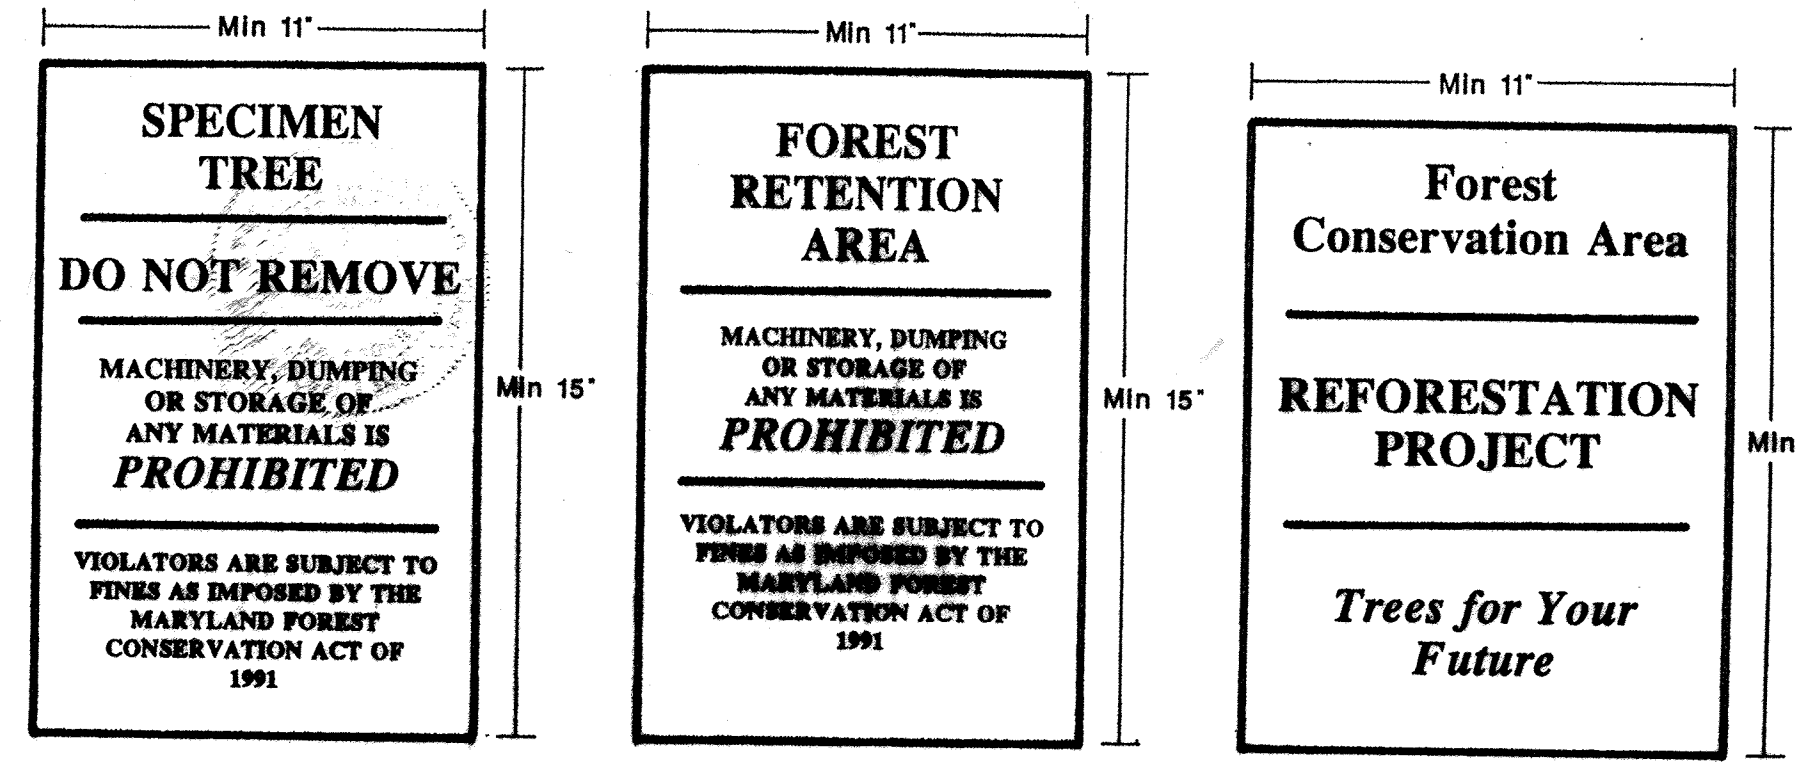 Min 11"
SPECIMEN
TREE
DO NOT REMOVE
MACHINERY, DUMPING
OR STORAGE OF
ANY MATERIALS IS
PROHIBITED
VIOLATORS ARE SUBJECT TO
FINES AS IMPOSED BY THE
MARYLAND FOREST
CONSERVATION ACT OF
1991
Min 15"
Min 11"
FOREST
RETENTION
AREA
MACHINERY, DUMPING
OR STORAGE OF
ANY MATERIALS IS
PROHIBITED
VIOLATORS ARE SUBJECT TO
FINES AS IMPOSED BY THE
MARYLAND FOREST
CONSERVATION ACT OF
1991
Min 15"
Min 11"
Forest
Conservation Area
REFORESTATION
PROJECT
Trees for Your
Future
Min